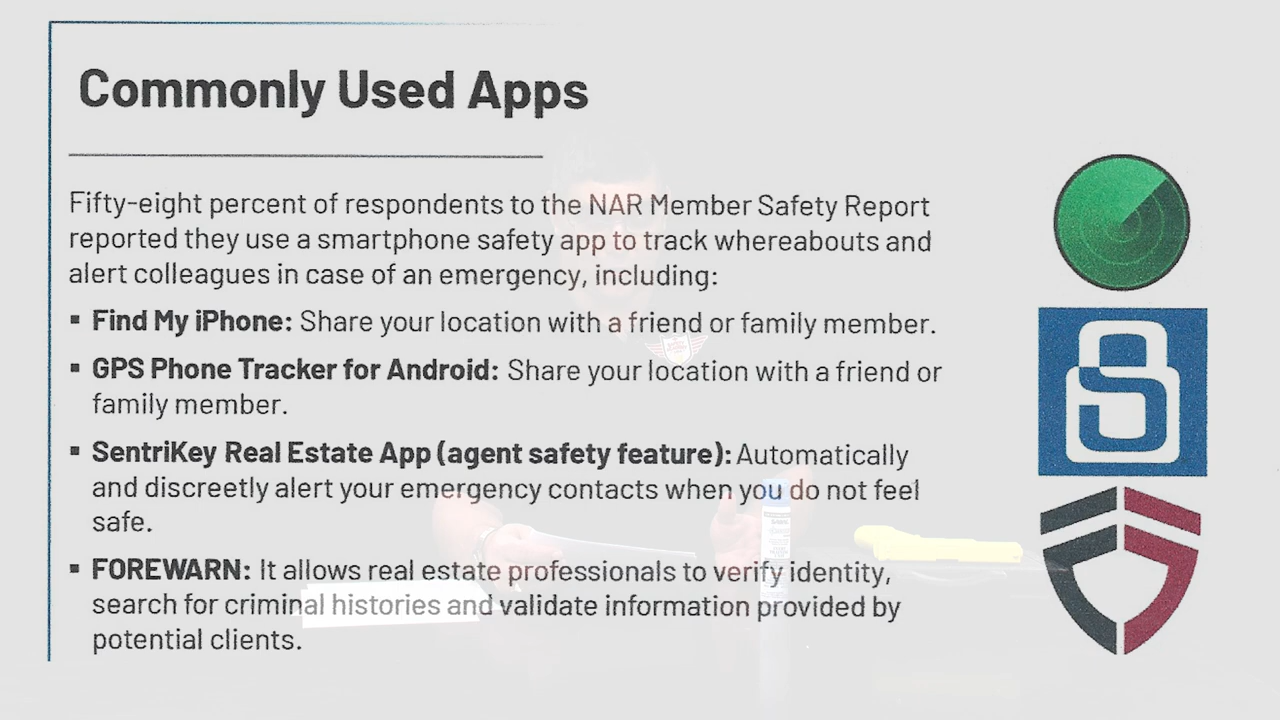 Commonly Used Apps
Fifty-eight percent of respondents to the NAR Member Safety Report
reported they use a smartphone safety app to track whereabouts and
alert colleagues in case of an emergency, including:
▪ Find My iPhone: Share your location with a friend or family member.
▪ GPS Phone Tracker for Android: Share your location with a friend or
family member.
▪ SentriKey Real Estate App (agent safety feature): Automatically
and discreetly alert your emergency contacts when you do not feel
safe.
▪ FOREWARN: It allows real estate professionals to verify identity,
search for criminal histories and validate information provided by
potential clients.